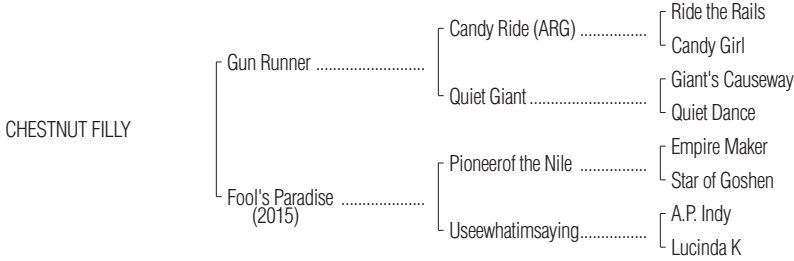 Ride the Rails
Candy Ride (ARG) ................
Candy Girl
Gun Runner ..........................
Giant's Causeway
Quiet Giant ............................
Quiet Dance
CHESTNUT FILLY
Empire Maker
Pioneerof the Nile ................
Star of Goshen
Fool's Paradise ....................
(2015)
A.P. Indy
Useewhatimsaying................
Lucinda K